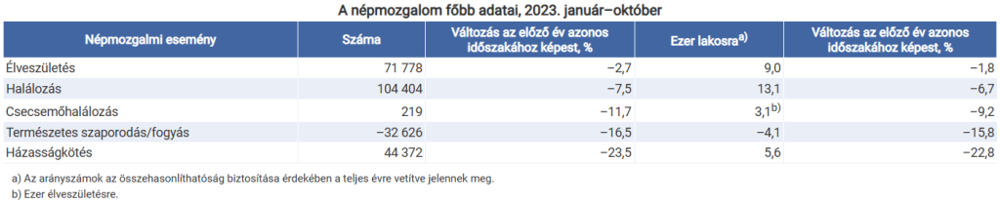 A népmozgalom főbb adatai, 2023. január–október
Népmozgalmi esemény Száma Változás az előző év azonos időszakához képest, % Ezer lakosra a) Változás az előző év azonos időszakához képest, %
Élveszületés 71 778 –2,7 9,0 –1,8
Halálozás 104 404 –7,5 13,1 –6,7
Csecsemőhalálozás 219 –11,7 3,1 b) –9,2
Természetes szaporodás/fogyás –32 626 –16,5 –4,1 –15,8
Házasságkötés 44 372 –23,5 5,6 –22,8
a) Az arányszámok az összehasonlíthatóság biztosítása érdekében a teljes évre vetítve jelennek meg.
b) Ezer élveszületésre.